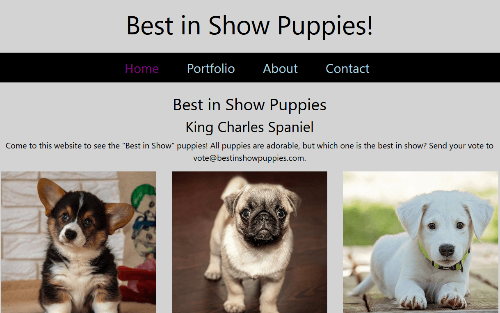 Best in Show Puppies!
Home Portfolio About Contact
Best in Show Puppies
King Charles Spaniel
Come to this website to see the "Best in Show" puppies! All puppies are adorable, but which one is the best in show? Send your vote to
vote@bestinshowpuppies.com.